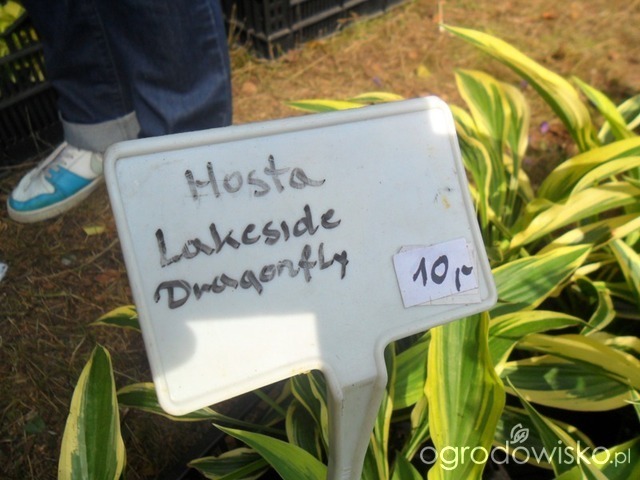 Hosta
Lakeside
Dragonfly
10,-
ogrodowisko.pl